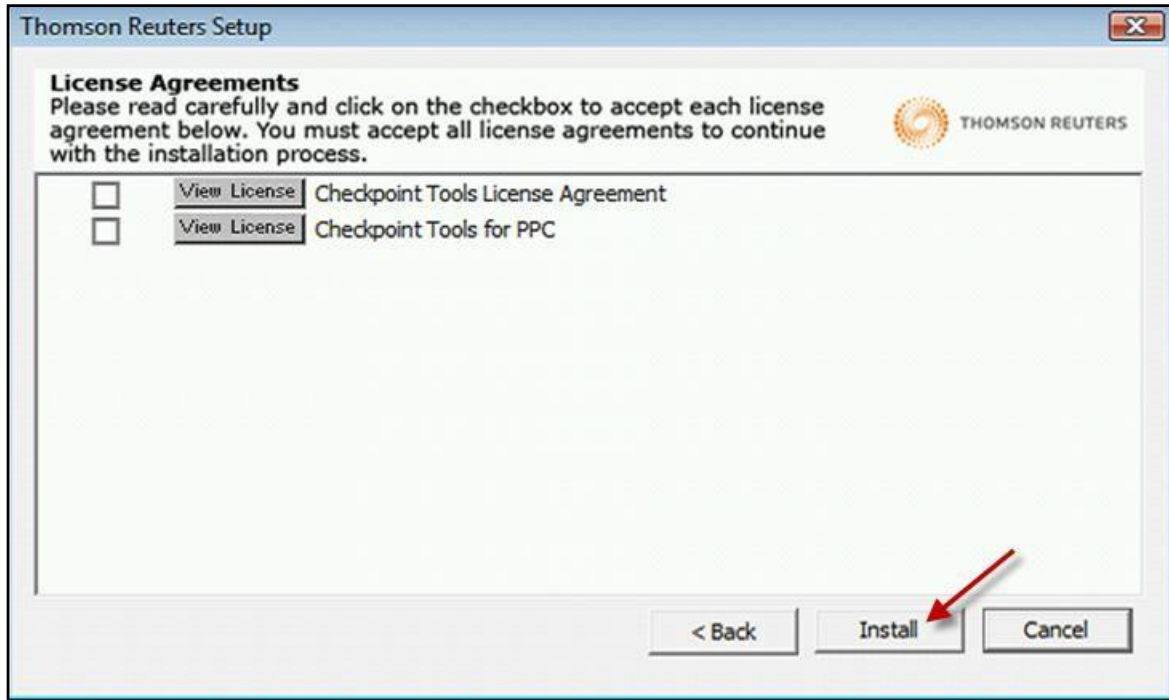 Thomson Reuters Setup
License Agreements
Please read carefully and click on the checkbox to accept each license
agreement below. You must accept all license agreements to continue
with the installation process.
THOMSON REUTERS
View License Checkpoint Tools License Agreement
View License Checkpoint Tools for PPC
< Back Install Cancel